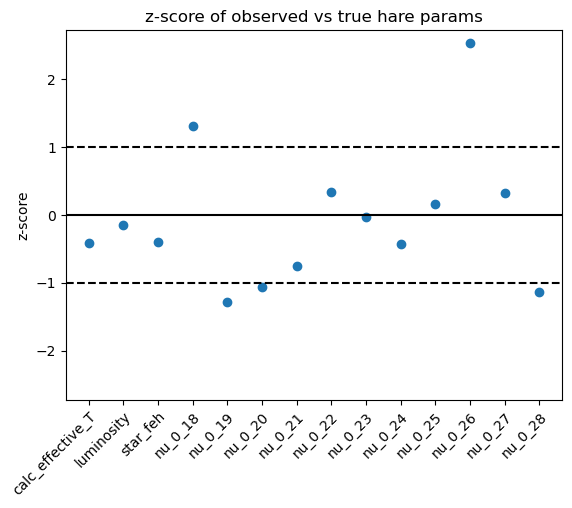 z-score of observed vs true hare params
z-score
2
1
0
−1
−2
calc_effective_T
luminosity
star_feh
nu_0_18
nu_0_19
nu_0_20
nu_0_21
nu_0_22
nu_0_23
nu_0_24
nu_0_25
nu_0_26
nu_0_27
nu_0_28